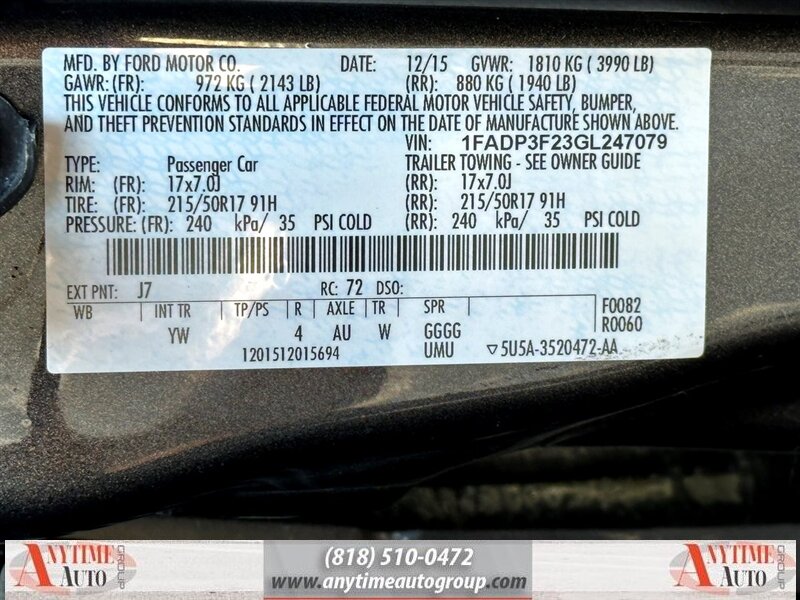 MFD. BY FORD MOTOR CO. DATE: 12/15 GVWR: 1810 KG ( 3990 LB)
GAWR: (FR): 972 KG ( 2143 LB) (RR): 880 KG ( 1940 LB)
THIS VEHICLE CONFORMS TO ALL APPLICABLE FEDERAL MOTOR VEHICLE SAFETY, BUMPER,
AND THEFT PREVENTION STANDARDS IN EFFECT ON THE DATE OF MANUFACTURE SHOWN ABOVE.
VIN: 1FADP3F23GL247079
TYPE: Passenger Car TRAILER TOWING - SEE OWNER GUIDE
RIM: (FR): 17x7.0J (RR): 17x7.0J
TIRE: (FR): 215/50R17 91H (RR): 215/50R17 91H
PRESSURE: (FR): 240 kPa/ 35 PSI COLD (RR): 240 kPa/ 35 PSI COLD
EXT PNT: J7 RC: 72 DSO:
WB INT TR TP/PS R AXLE TR SPR F0082
YW 4 AU W GGGG R0060
1201512015694 UMU ▽5U5A-3520472-AA
ANYTIME AUTO GROUP
(818) 510-0472
www.anytimeautogroup.com
ANYTIME AUTO GROUP